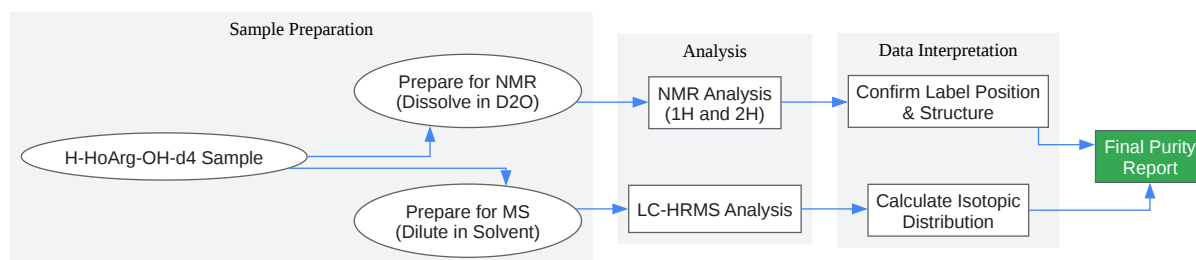 Sample Preparation
Analysis
Data Interpretation
Prepare for NMR
(Dissolve in D2O)
NMR Analysis
(1H and 2H)
Confirm Label Position
& Structure
H-HoArg-OH-d4 Sample
Final Purity
Report
Prepare for MS
(Dilute in Solvent)
LC-HRMS Analysis
Calculate Isotopic
Distribution